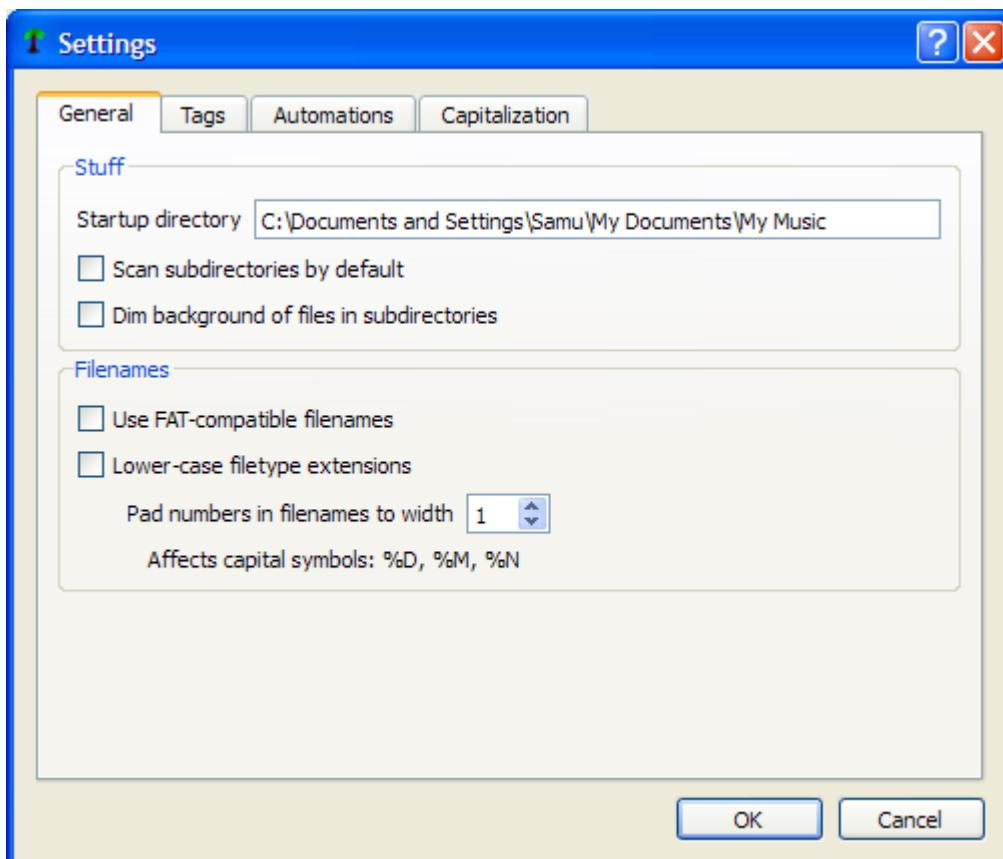 Settings
General Tags Automations Capitalization
Stuff
Startup directory C:\Documents and Settings\Samu\My Documents\My Music
Scan subdirectories by default
Dim background of files in subdirectories
Filenames
Use FAT-compatible filenames
Lower-case filetype extensions
Pad numbers in filenames to width 1
Affects capital symbols: %D, %M, %N
OK Cancel